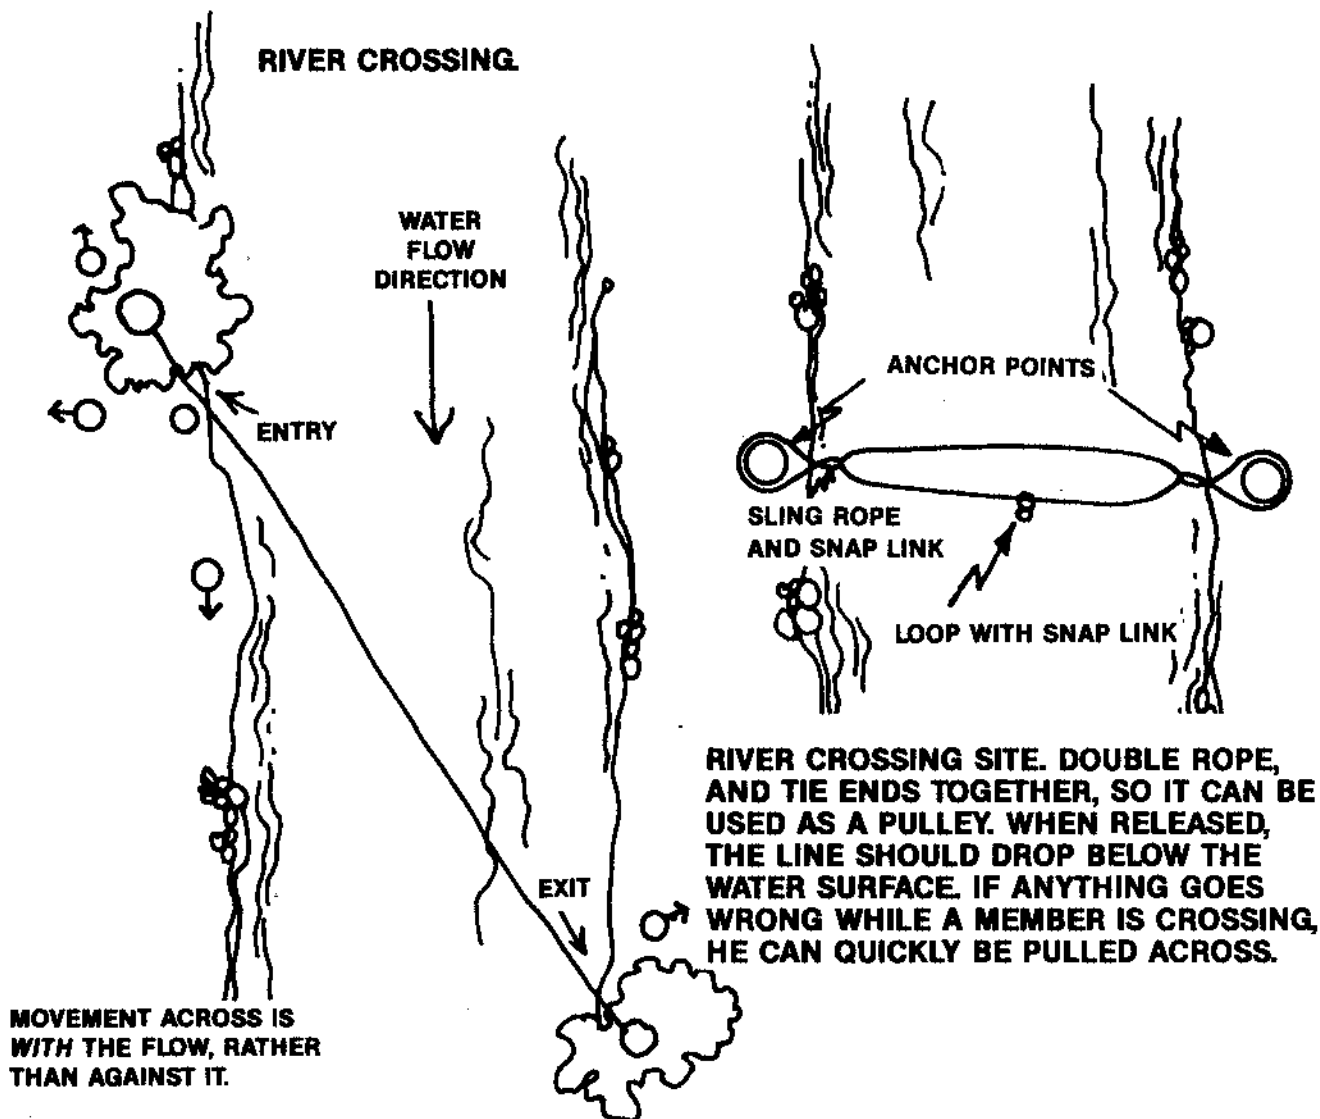 RIVER CROSSING.
WATER
FLOW
DIRECTION
ENTRY
EXIT
MOVEMENT ACROSS IS
WITH THE FLOW, RATHER
THAN AGAINST IT.
ANCHOR POINTS
SLING ROPE
AND SNAP LINK
LOOP WITH SNAP LINK
RIVER CROSSING SITE. DOUBLE ROPE,
AND TIE ENDS TOGETHER, SO IT CAN BE
USED AS A PULLEY. WHEN RELEASED,
THE LINE SHOULD DROP BELOW THE
WATER SURFACE. IF ANYTHING GOES
WRONG WHILE A MEMBER IS CROSSING,
HE CAN QUICKLY BE PULLED ACROSS.